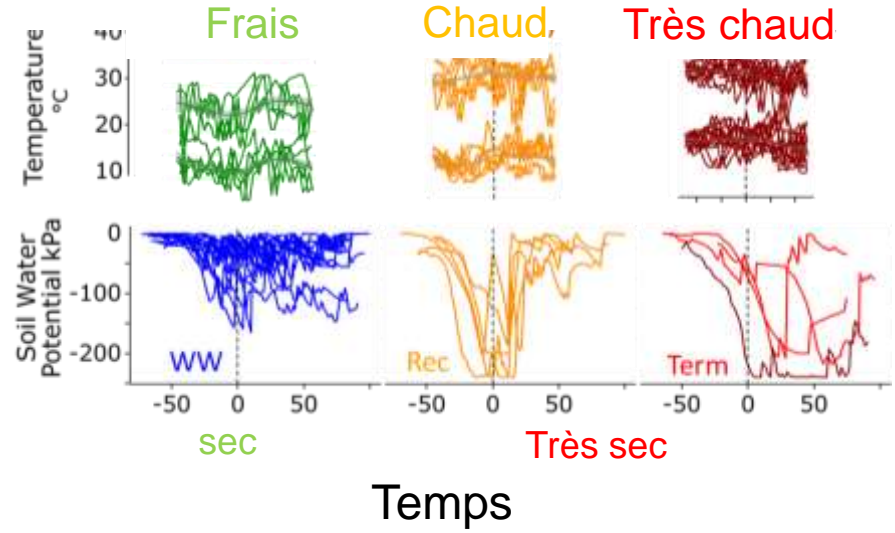 Frais Chaud, Très chaud
Temperature
°C
40
30
20
10
Soil Water
Potential kPa
0
-100
-200
WW
Rec
Term
-50 0 50 -50 0 50 -50 0 50
sec Très sec
Temps